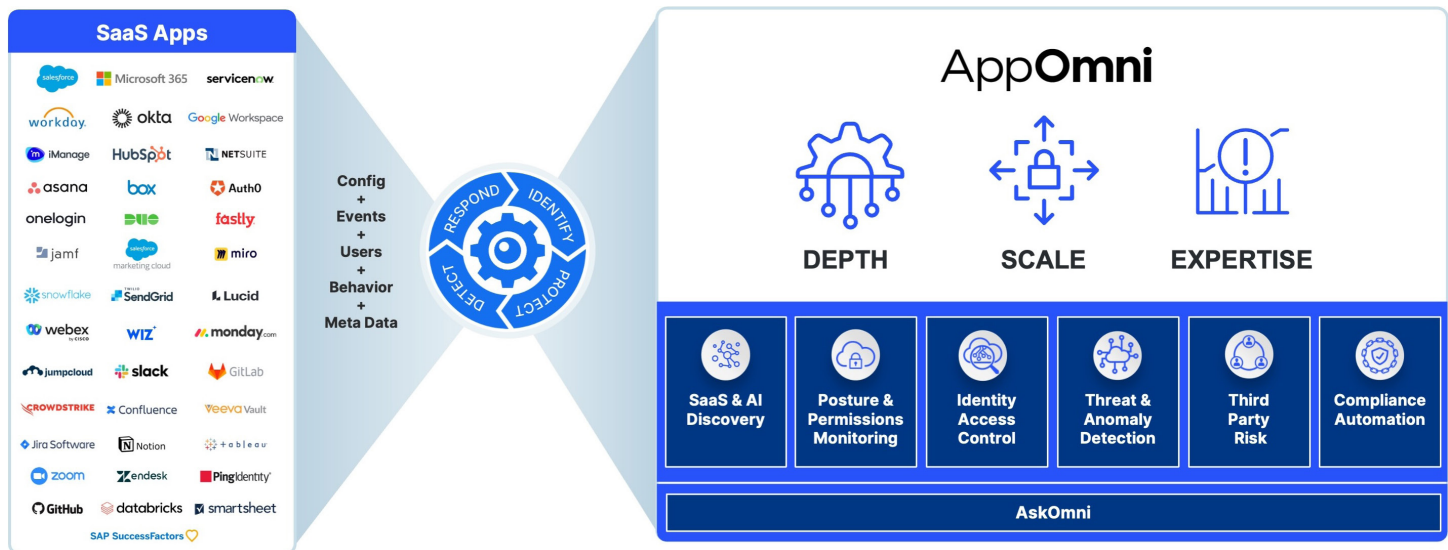 SaaS Apps
salesforce Microsoft 365 servicenow
workday. okta Google Workspace
m iManage HubSpot N NETSUITE
asana box Auth0
onelogin DUO fastly
jamf salesforce marketing cloud m miro
snowflake TWILIO SendGrid Lucid
webex by CISCO WIZ monday.com
jumpcloud slack GitLab
CROWDSTRIKE Confluence Veeva Vault
Jira Software N Notion +ableau
zoom zendesk PingIdentity
GitHub databricks smartsheet
SAP SuccessFactors
Config
+
Events
+
Users
+
Behavior
+
Meta Data
RESPOND
IDENTIFY
PROTECT
DETECT
AppOmni
DEPTH
SCALE
EXPERTISE
SaaS & AI
Discovery
Posture &
Permissions
Monitoring
Identity
Access
Control
Threat &
Anomaly
Detection
Third
Party
Risk
Compliance
Automation
AskOmni